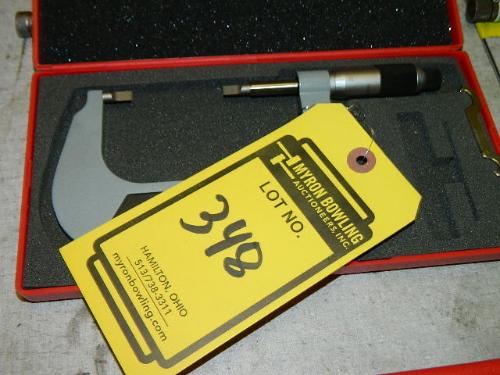 MYRON BOWLING
AUCTIONEERS, INC.
LOT NO.
348
HAMILTON, OHIO
513/738-3311
myronbowling.com